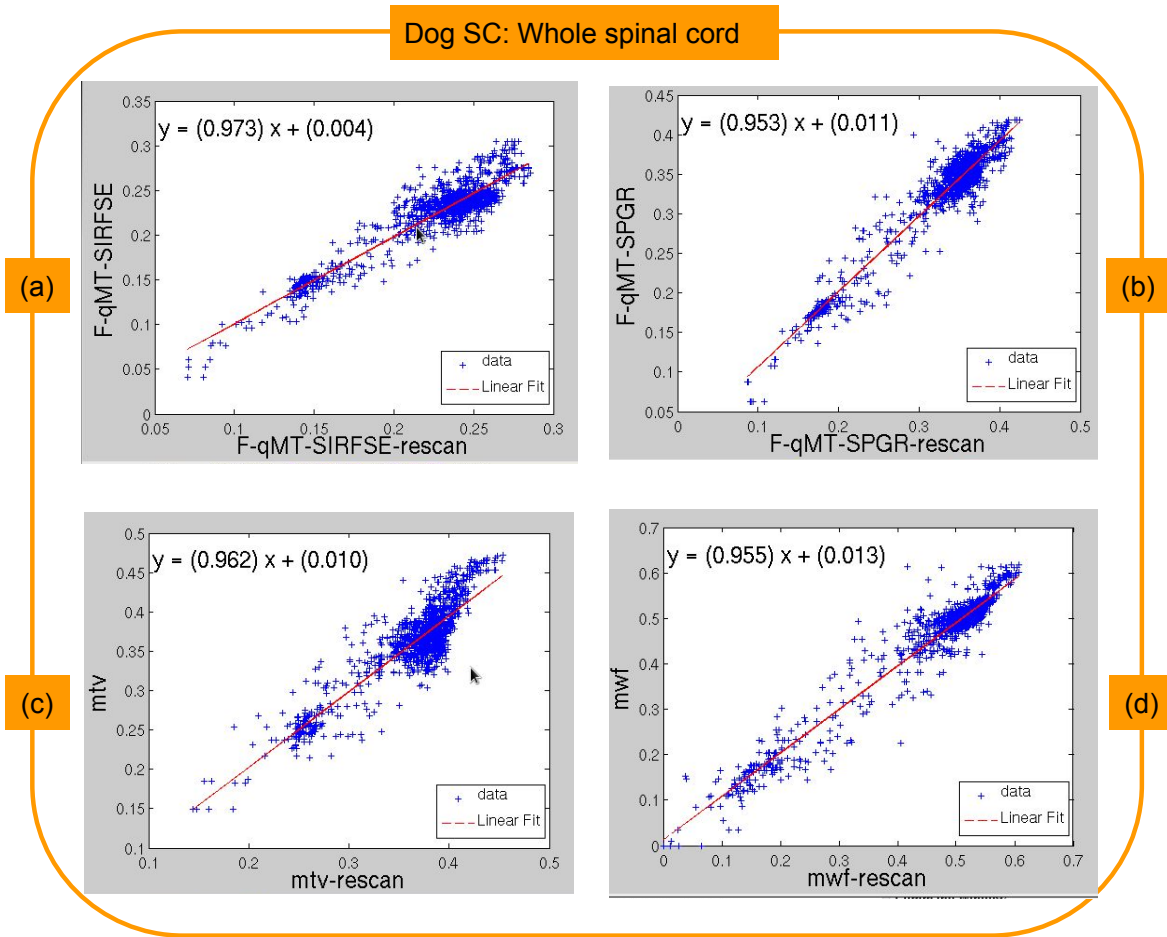 Dog SC: Whole spinal cord
(a)
y = (0.973) x + (0.004)
F-qMT-SIRFSE
0.35
0.3
0.25
0.2
0.15
0.1
0.05
0
0.05 0.1 0.15 0.2 0.25 0.3
F-qMT-SIRFSE-rescan
data
Linear Fit
(b)
y = (0.953) x + (0.011)
F-qMT-SPGR
0.45
0.4
0.35
0.3
0.25
0.2
0.15
0.1
0.05
0 0.1 0.2 0.3 0.4 0.5
F-qMT-SPGR-rescan
data
Linear Fit
(c)
y = (0.962) x + (0.010)
mtv
0.5
0.45
0.4
0.35
0.3
0.25
0.2
0.15
0.1
0.1 0.2 0.3 0.4 0.5
mtv-rescan
data
Linear Fit
(d)
y = (0.955) x + (0.013)
mwf
0.7
0.6
0.5
0.4
0.3
0.2
0.1
0
0 0.1 0.2 0.3 0.4 0.5 0.6 0.7
mwf-rescan
data
Linear Fit